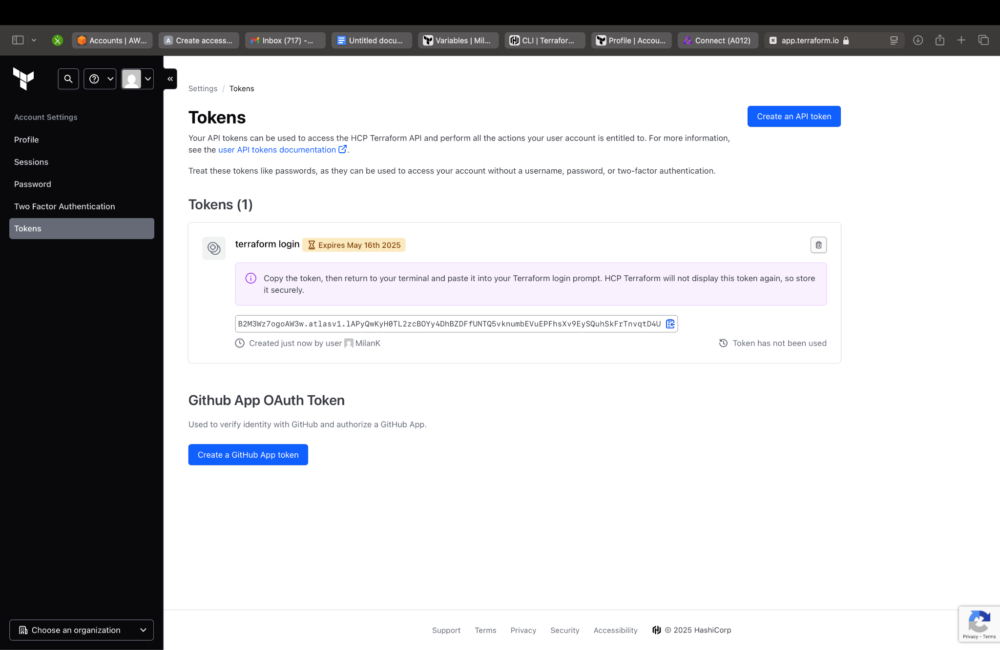 Accounts | AW...
Create access...
Inbox (717) -...
Untitled docu...
Variables | Mil...
CLI | Terrafor...
Profile | Accou...
Connect (A012)
app.terraform.io
Account Settings
Profile
Sessions
Password
Two Factor Authentication
Tokens
Choose an organization
Settings / Tokens
Tokens
Create an API token
Your API tokens can be used to access the HCP Terraform API and perform all the actions your user account is entitled to. For more information,
see the user API tokens documentation.
Treat these tokens like passwords, as they can be used to access your account without a username, password, or two-factor authentication.
Tokens (1)
terraform login
Expires May 16th 2025
Copy the token, then return to your terminal and paste it into your Terraform login prompt. HCP Terraform will not display this token again, so store
it securely.
B2M3Wz7ogoAW3w.atlasv1.lAPyQwKyH0TL2zcBOYy4DhBZDFfUNTQ5vknumbEVuEPFhsXv9EySQuhSkFrTnvqtD4U
Created just now by user MilanK
Token has not been used
Github App OAuth Token
Used to verify identity with GitHub and authorize a GitHub App.
Create a GitHub App token
Support
Terms
Privacy
Security
Accessibility
© 2025 HashiCorp
Privacy - Terms